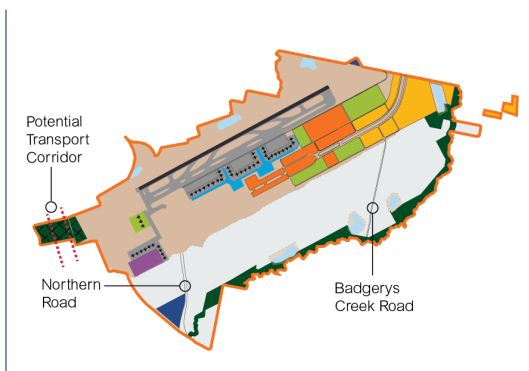 Potential
Transport
Corridor
Northern
Road
Badgerys
Creek Road